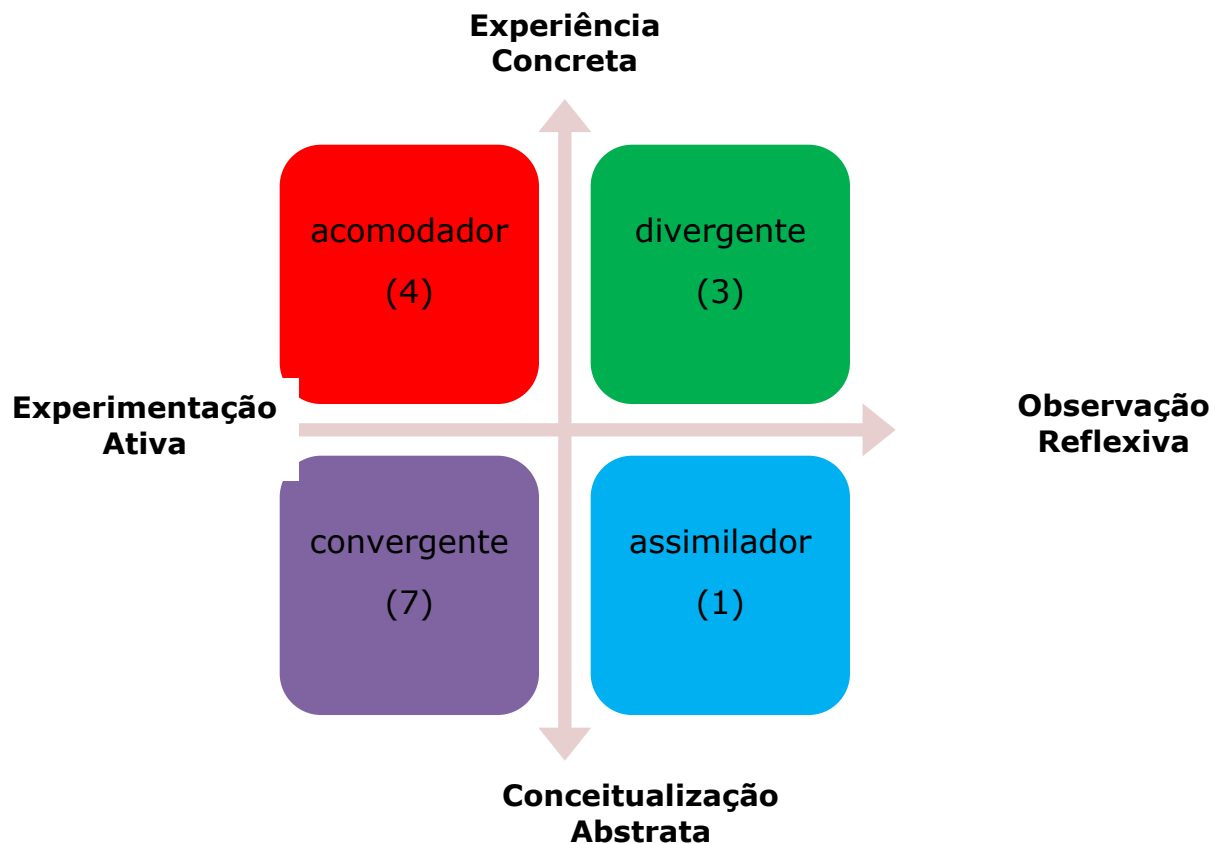 Experiência
Concreta
acomodador
(4)
divergente
(3)
Experimentação
Ativa
Observação
Reflexiva
convergente
(7)
assimilador
(1)
Conceitualização
Abstrata